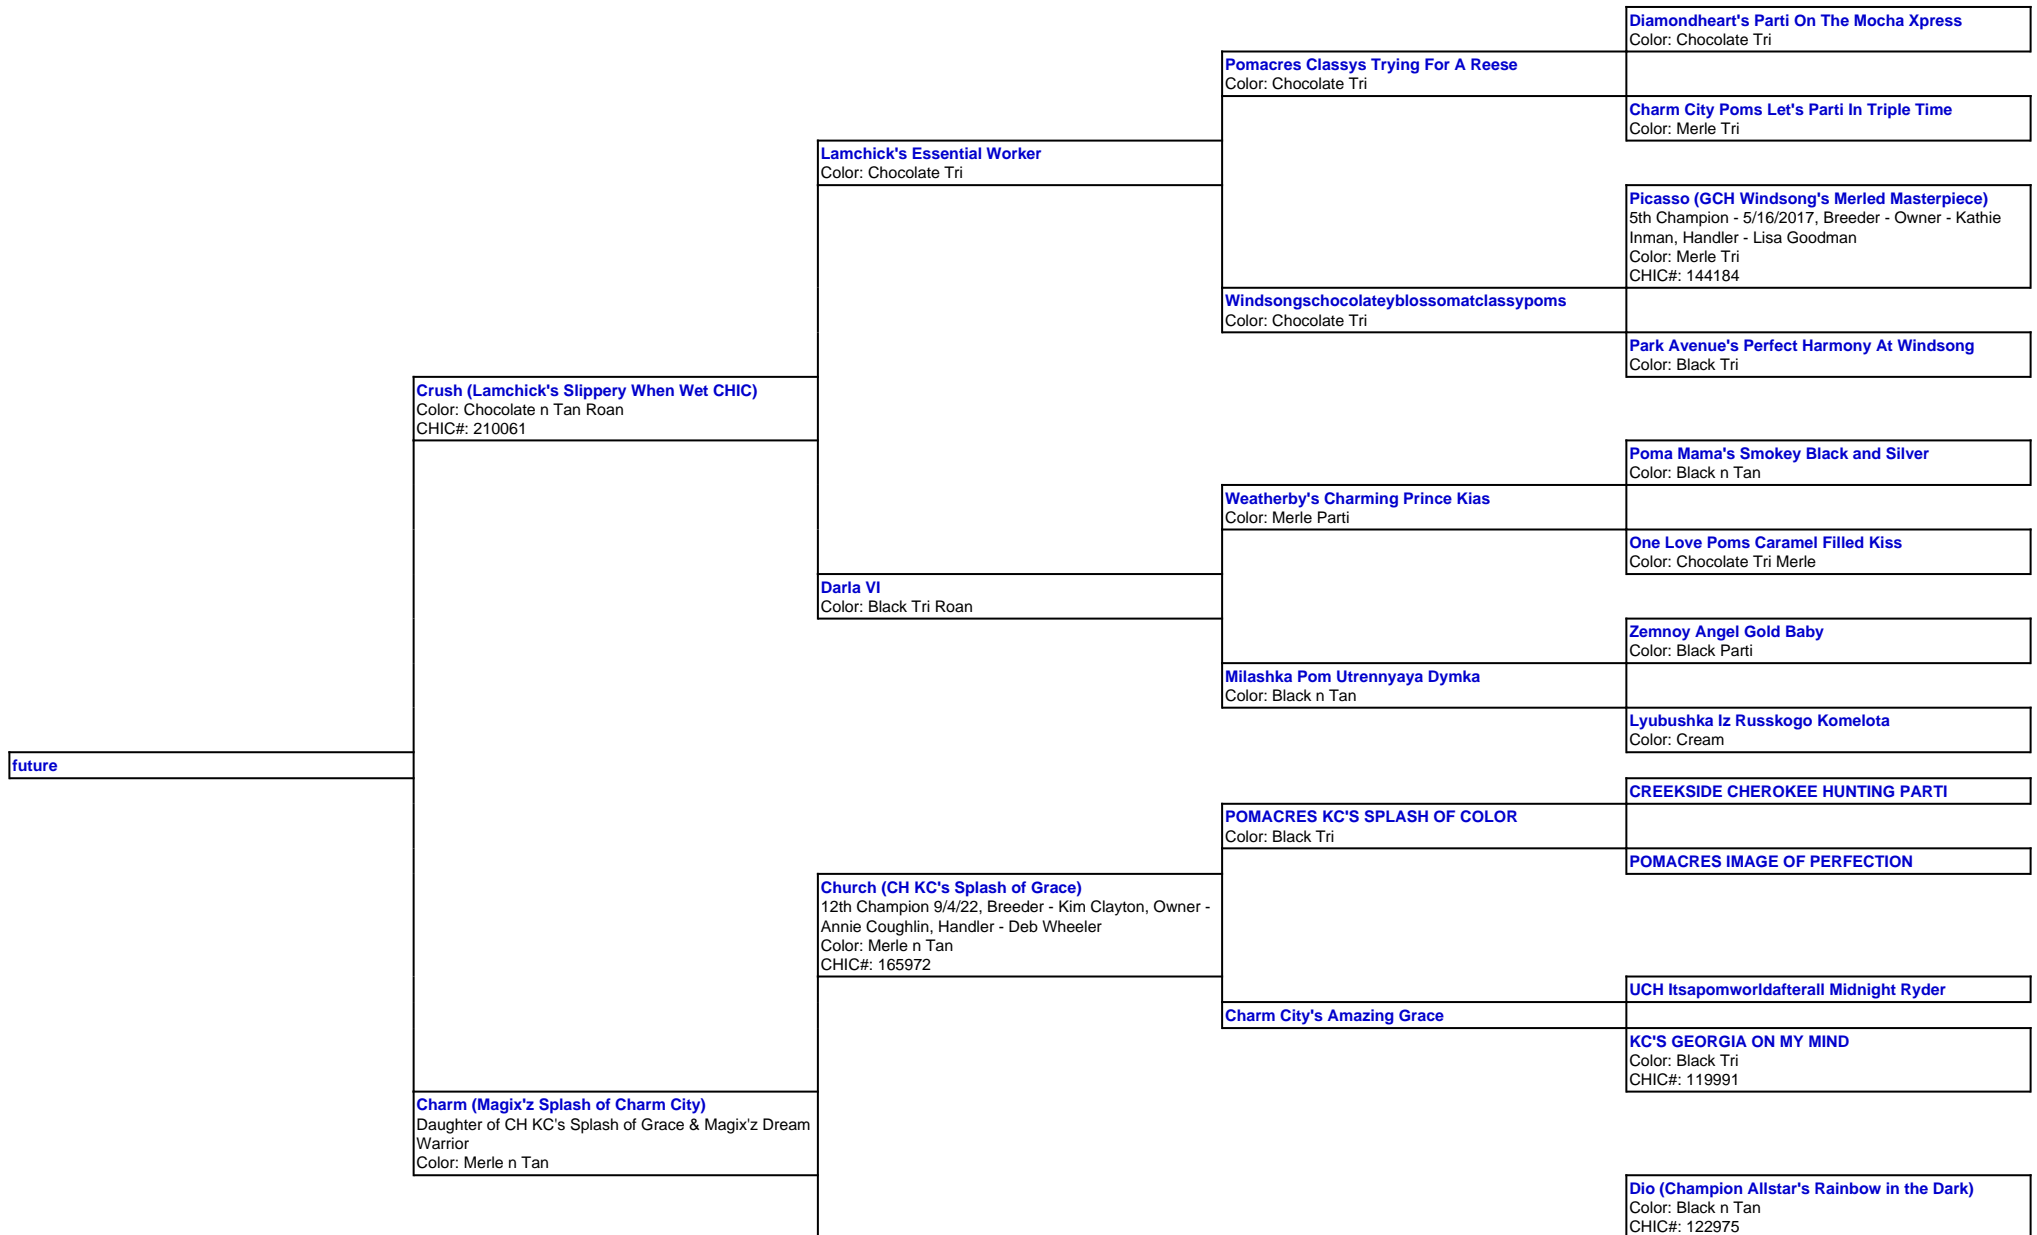 Diamondheart's Parti On The Mocha Xpress
Color: Chocolate Tri
Pomacres Classys Trying For A Reese
Color: Chocolate Tri
Charm City Poms Let's Parti In Triple Time
Color: Merle Tri
Lamchick's Essential Worker
Color: Chocolate Tri
Picasso (GCH Windsong's Merled Masterpiece)
5th Champion - 5/16/2017, Breeder - Owner - Kathie
Inman, Handler - Lisa Goodman
Color: Merle Tri
CHIC#: 144184
Windsongschocolateyblossomatclassypoms
Color: Chocolate Tri
Park Avenue's Perfect Harmony At Windsong
Color: Black Tri
Crush (Lamchick's Slippery When Wet CHIC)
Color: Chocolate n Tan Roan
CHIC#: 210061
Poma Mama's Smokey Black and Silver
Color: Black n Tan
Weatherby's Charming Prince Kias
Color: Merle Parti
One Love Poms Caramel Filled Kiss
Color: Chocolate Tri Merle
Darla VI
Color: Black Tri Roan
Zemnoy Angel Gold Baby
Color: Black Parti
Milashka Pom Utrennyaya Dymka
Color: Black n Tan
Lyubushka Iz Russkogo Komelota
Color: Cream
future
CREEKSIDE CHEROKEE HUNTING PARTI
POMACRES KC'S SPLASH OF COLOR
Color: Black Tri
POMACRES IMAGE OF PERFECTION
Church (CH KC's Splash of Grace)
12th Champion 9/4/22, Breeder - Kim Clayton, Owner -
Annie Coughlin, Handler - Deb Wheeler
Color: Merle n Tan
CHIC#: 165972
UCH Itsapomworldafterall Midnight Ryder
Charm City's Amazing Grace
KC'S GEORGIA ON MY MIND
Color: Black Tri
CHIC#: 119991
Charm (Magix'z Splash of Charm City)
Daughter of CH KC's Splash of Grace & Magix'z Dream
Warrior
Color: Merle n Tan
Dio (Champion Allstar's Rainbow in the Dark)
Color: Black n Tan
CHIC#: 122975